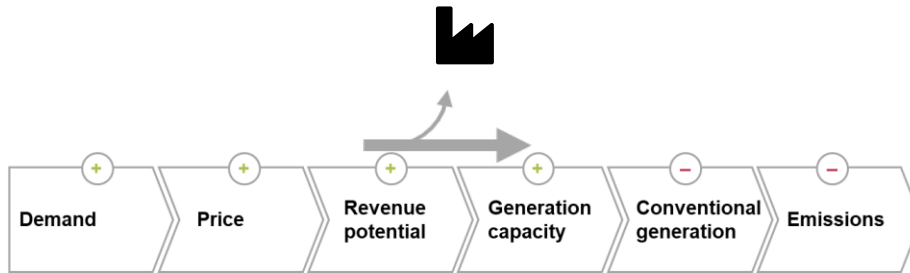 + + + + − −
Demand
Price
Revenue
potential
Generation
capacity
Conventional
generation
Emissions